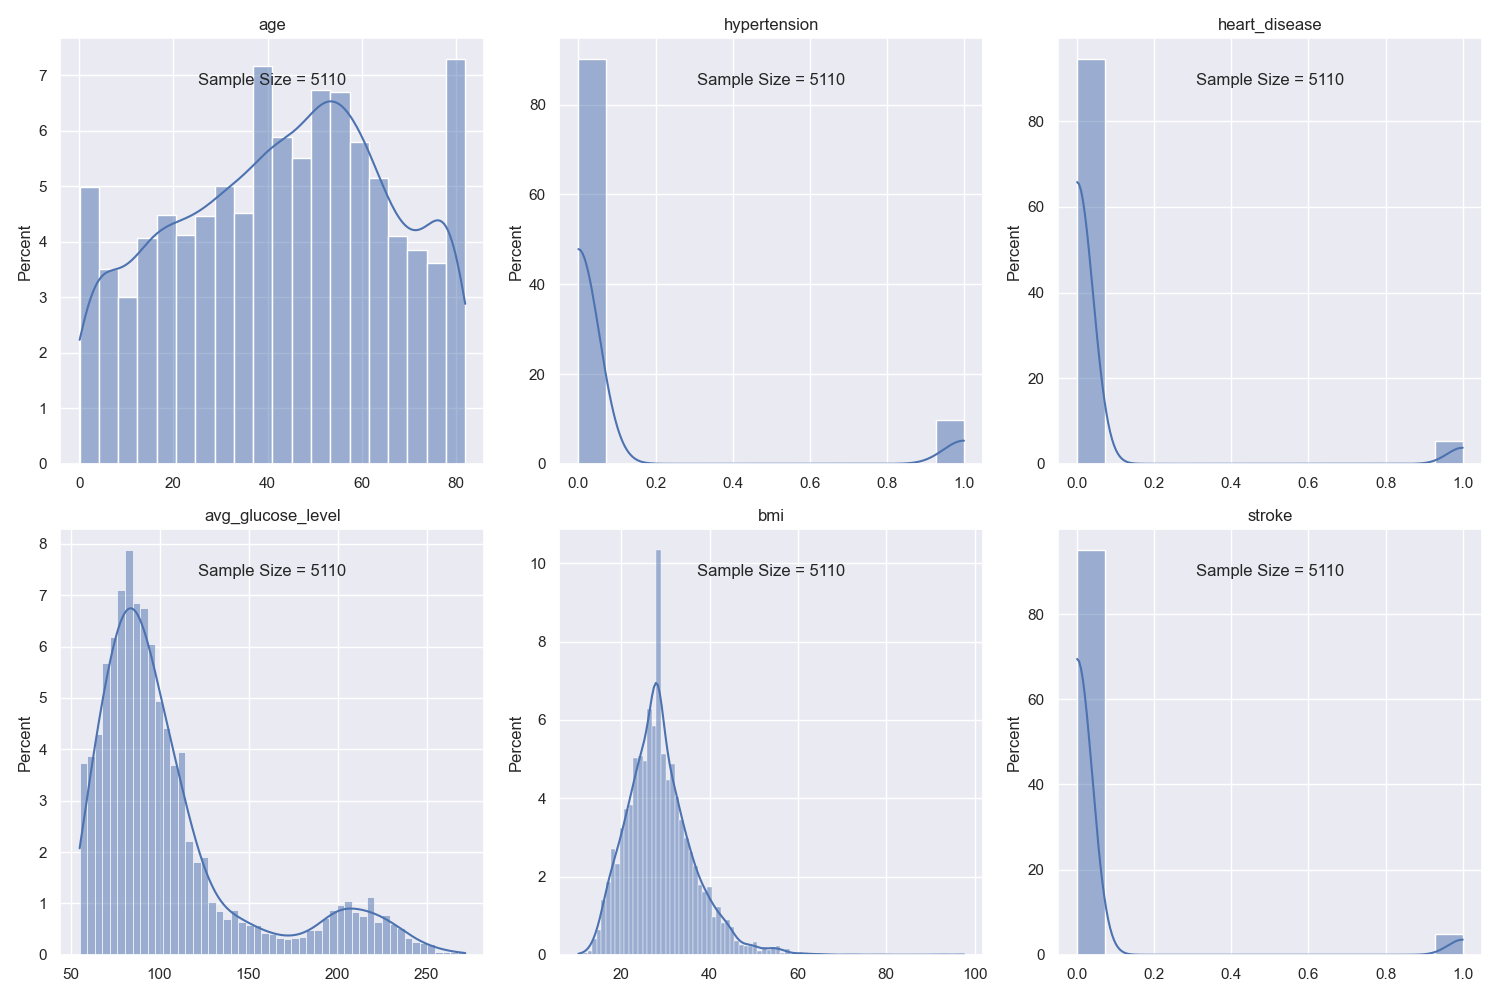 age
Sample Size = 5110
Percent
7
6
5
4
3
2
1
0
0 20 40 60 80
hypertension
Sample Size = 5110
Percent
80
60
40
20
0
0.0 0.2 0.4 0.6 0.8 1.0
heart_disease
Sample Size = 5110
Percent
80
60
40
20
0
0.0 0.2 0.4 0.6 0.8 1.0
avg_glucose_level
Sample Size = 5110
Percent
8
7
6
5
4
3
2
1
0
50 100 150 200 250
bmi
Sample Size = 5110
Percent
10
8
6
4
2
0
20 40 60 80 100
stroke
Sample Size = 5110
Percent
80
60
40
20
0
0.0 0.2 0.4 0.6 0.8 1.0